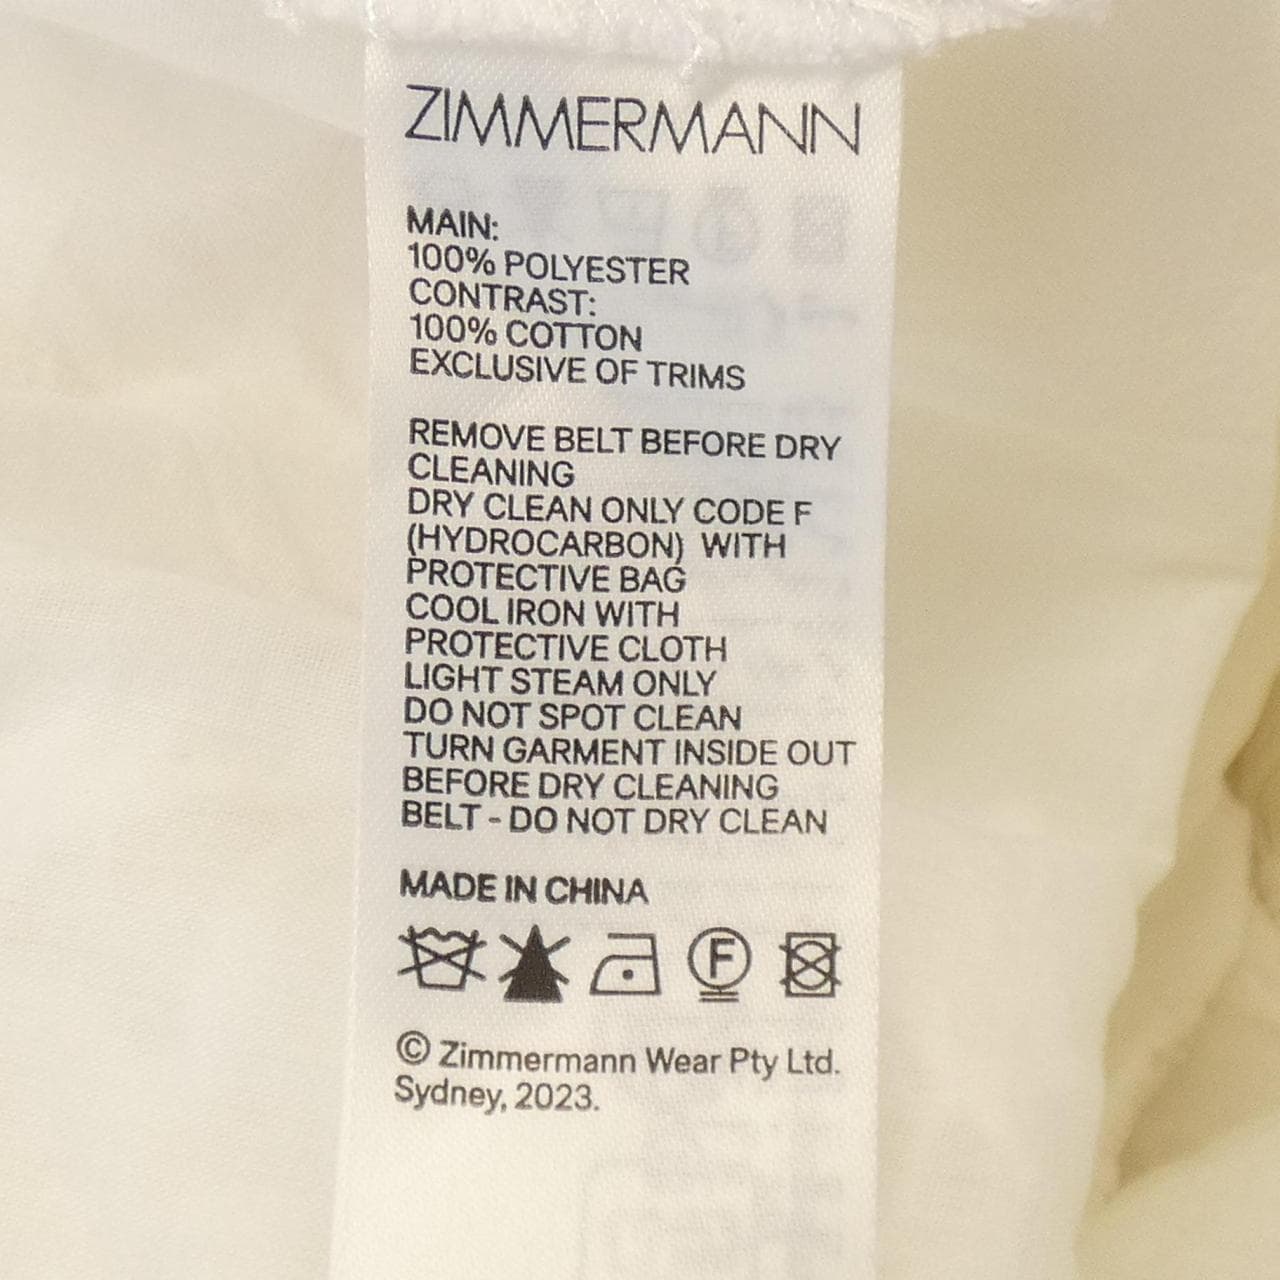 ZIMMERMANN
MAIN:
100% POLYESTER
CONTRAST:
100% COTTON
EXCLUSIVE OF TRIMS
REMOVE BELT BEFORE DRY
CLEANING
DRY CLEAN ONLY CODE F
(HYDROCARBON) WITH
PROTECTIVE BAG
COOL IRON WITH
PROTECTIVE CLOTH
LIGHT STEAM ONLY
DO NOT SPOT CLEAN
TURN GARMENT INSIDE OUT
BEFORE DRY CLEANING
BELT - DO NOT DRY CLEAN
MADE IN CHINA
F
© Zimmermann Wear Pty Ltd.
Sydney, 2023.